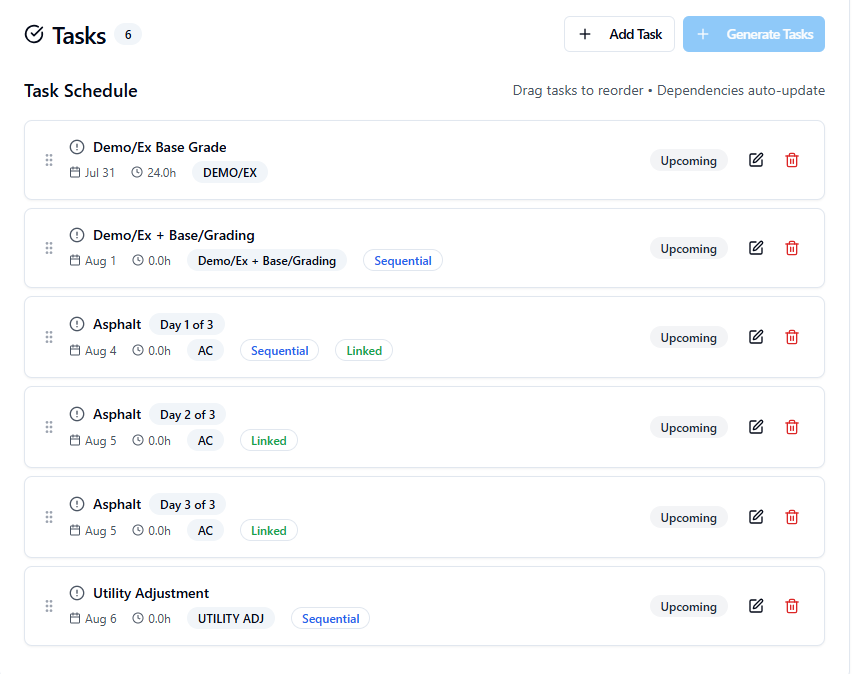 Tasks 6
Add Task
Generate Tasks
Task Schedule
Drag tasks to reorder • Dependencies auto-update
Demo/Ex Base Grade
Jul 31 24.0h DEMO/EX
Upcoming
Demo/Ex + Base/Grading
Aug 1 0.0h Demo/Ex + Base/Grading Sequential
Upcoming
Asphalt Day 1 of 3
Aug 4 0.0h AC Sequential Linked
Upcoming
Asphalt Day 2 of 3
Aug 5 0.0h AC Linked
Upcoming
Asphalt Day 3 of 3
Aug 5 0.0h AC Linked
Upcoming
Utility Adjustment
Aug 6 0.0h UTILITY ADJ Sequential
Upcoming